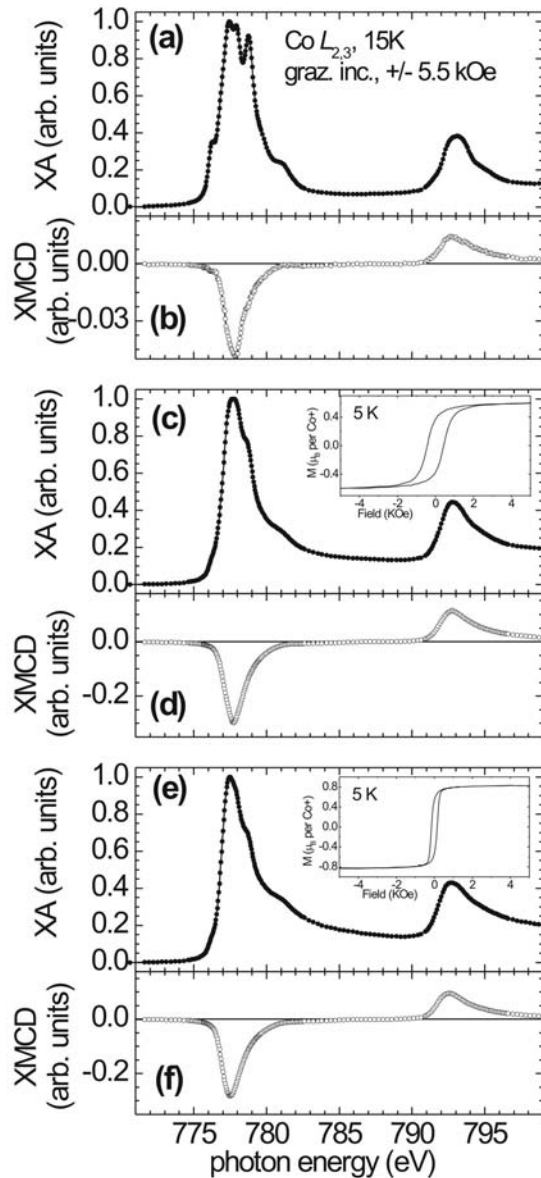 (a)
Co L2,3, 15K
graz. inc., +/- 5.5 kOe
XA (arb. units)
1.0
0.8
0.6
0.4
0.2
0.0
XMCD
(arb. units)
0.00
-0.03
(b)
(c)
XA (arb. units)
1.0
0.8
0.6
0.4
0.2
0.0
5 K
M (μB per Co+)
0.4
0.0
-0.4
-4 -2 0 2 4
Field (KOe)
XMCD
(arb. units)
0.0
-0.2
(d)
(e)
XA (arb. units)
1.0
0.8
0.6
0.4
0.2
0.0
5 K
M (μB per Co+)
0.8
0.4
0.0
-0.4
-0.8
-4 -2 0 2 4
Field (KOe)
XMCD
(arb. units)
0.0
-0.2
(f)
775 780 785 790 795
photon energy (eV)